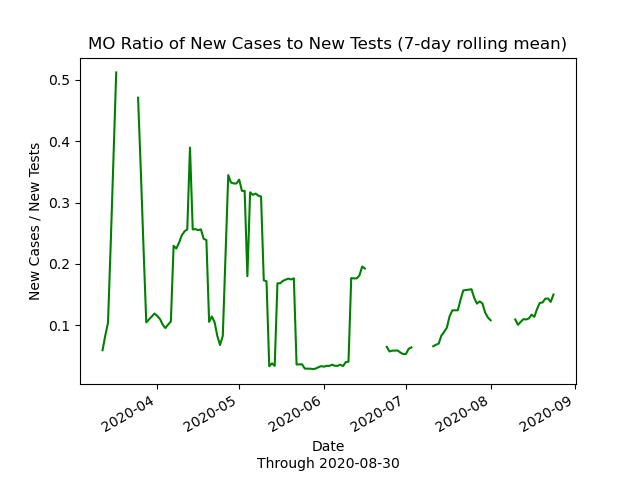 MO Ratio of New Cases to New Tests (7-day rolling mean)
New Cases / New Tests
0.5
0.4
0.3
0.2
0.1
2020-04
2020-05
2020-06
2020-07
2020-08
2020-09
Date
Through 2020-08-30